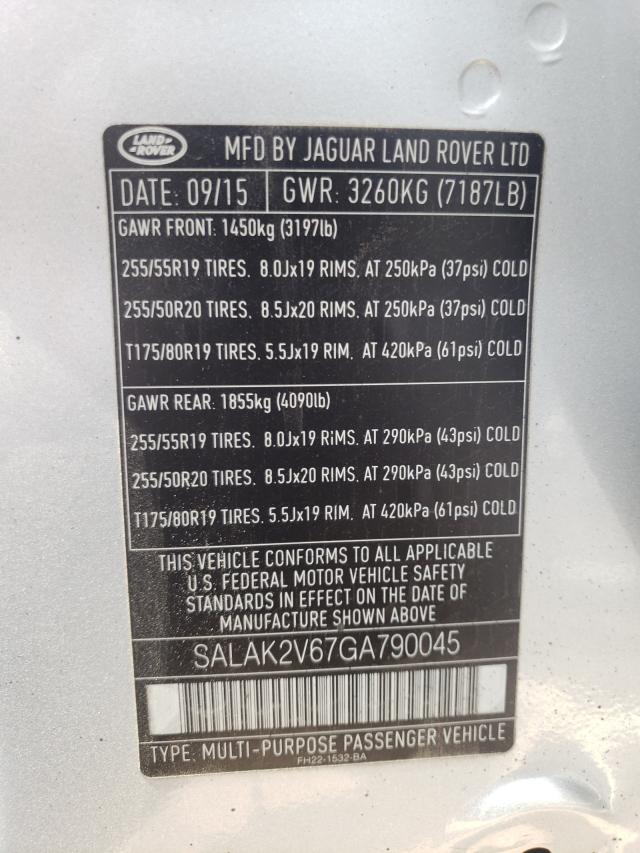 LAND ROVER
MFD BY JAGUAR LAND ROVER LTD
DATE: 09/15 GWR: 3260KG (7187LB)
GAWR FRONT: 1450kg (3197lb)
255/55R19 TIRES. 8.0Jx19 RIMS. AT 250kPa (37psi) COLD
255/50R20 TIRES. 8.5Jx20 RIMS. AT 250kPa (37psi) COLD
T175/80R19 TIRES. 5.5Jx19 RIM. AT 420kPa (61psi) COLD
GAWR REAR: 1855kg (4090lb)
255/55R19 TIRES. 8.0Jx19 RIMS. AT 290kPa (43psi) COLD
255/50R20 TIRES. 8.5Jx20 RIMS. AT 290kPa (43psi) COLD
T175/80R19 TIRES. 5.5Jx19 RIM. AT 420kPa (61psi) COLD
THIS VEHICLE CONFORMS TO ALL APPLICABLE
U.S. FEDERAL MOTOR VEHICLE SAFETY
STANDARDS IN EFFECT ON THE DATE OF
MANUFACTURE SHOWN ABOVE
SALAK2V67GA790045
TYPE: MULTI-PURPOSE PASSENGER VEHICLE
FH22-1532-BA